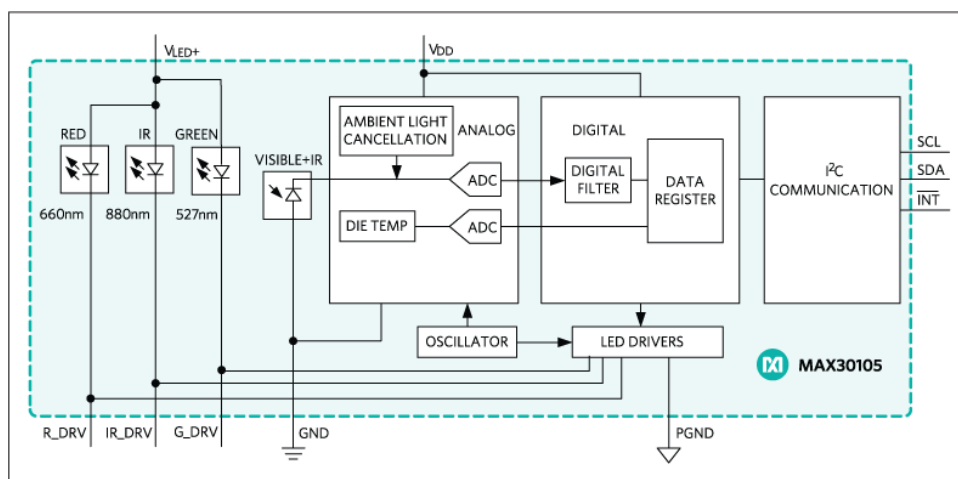 VLED+
VDD
RED
IR
GREEN
660nm
880nm
527nm
VISIBLE+IR
AMBIENT LIGHT
CANCELLATION
ANALOG
ADC
DIE TEMP
ADC
DIGITAL
DIGITAL
FILTER
DATA
REGISTER
I²C
COMMUNICATION
SCL
SDA
INT
OSCILLATOR
LED DRIVERS
MAX30105
R_DRV
IR_DRV
G_DRV
GND
PGND